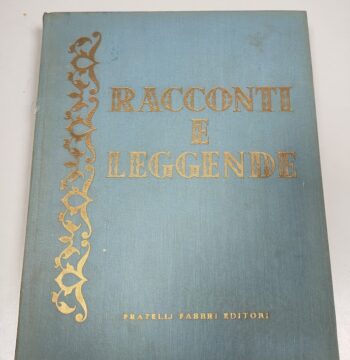 RACCONTI
E
LEGGENDE
FRATELLI FABBRI EDITORI